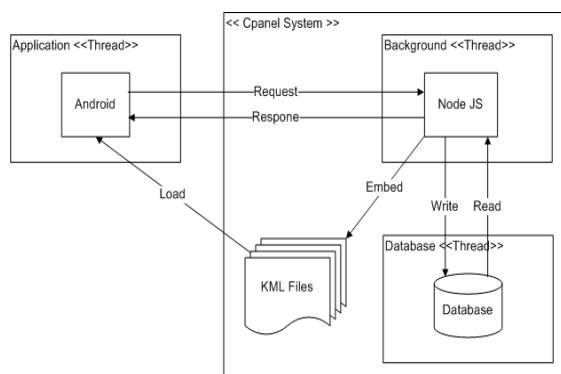 << Cpanel System >>
Application <<Thread>>
Background <<Thread>>
Android
Request
Node JS
Respone
Load
Embed
Write
Read
Database <<Thread>>
KML Files
Database